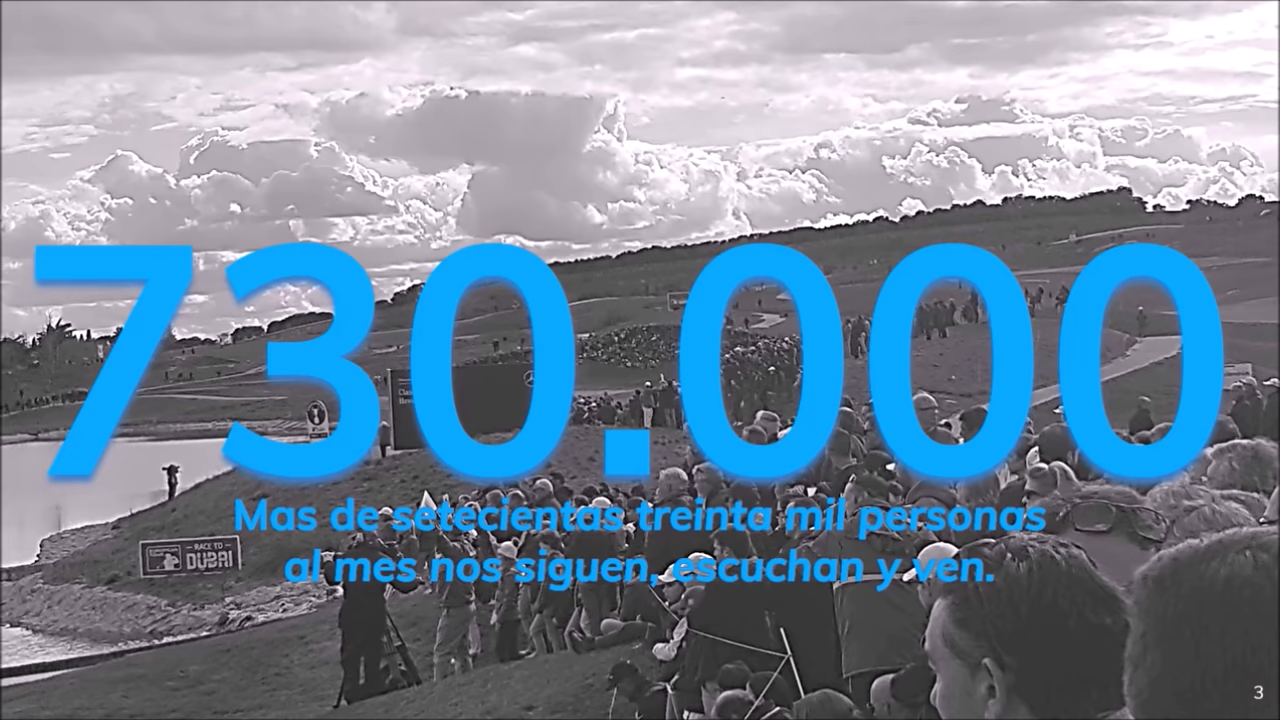 730.000
Mas de setecientas treinta mil personas
al mes nos siguen, escuchan y ven.
RACE TO
DUBAI
3